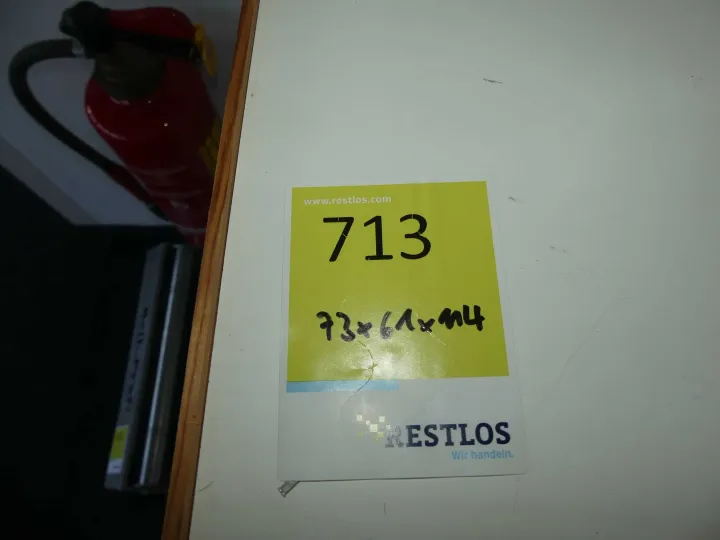 www.restlos.com
713
73x61x114
RESTLOS
Wir handeln.